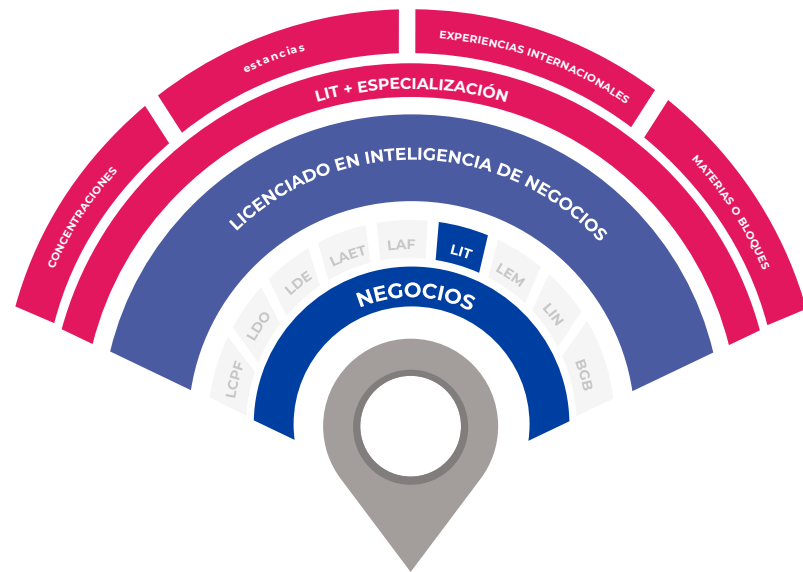 CONCENTRACIONES
estancias
EXPERIENCIAS INTERNACIONALES
MATERIAS O BLOQUES
LIT + ESPECIALIZACIÓN
LICENCIADO EN INTELIGENCIA DE NEGOCIOS
LCPF
LDO
LDE
LAET
LAF
LIT
LEM
LIN
BGB
NEGOCIOS